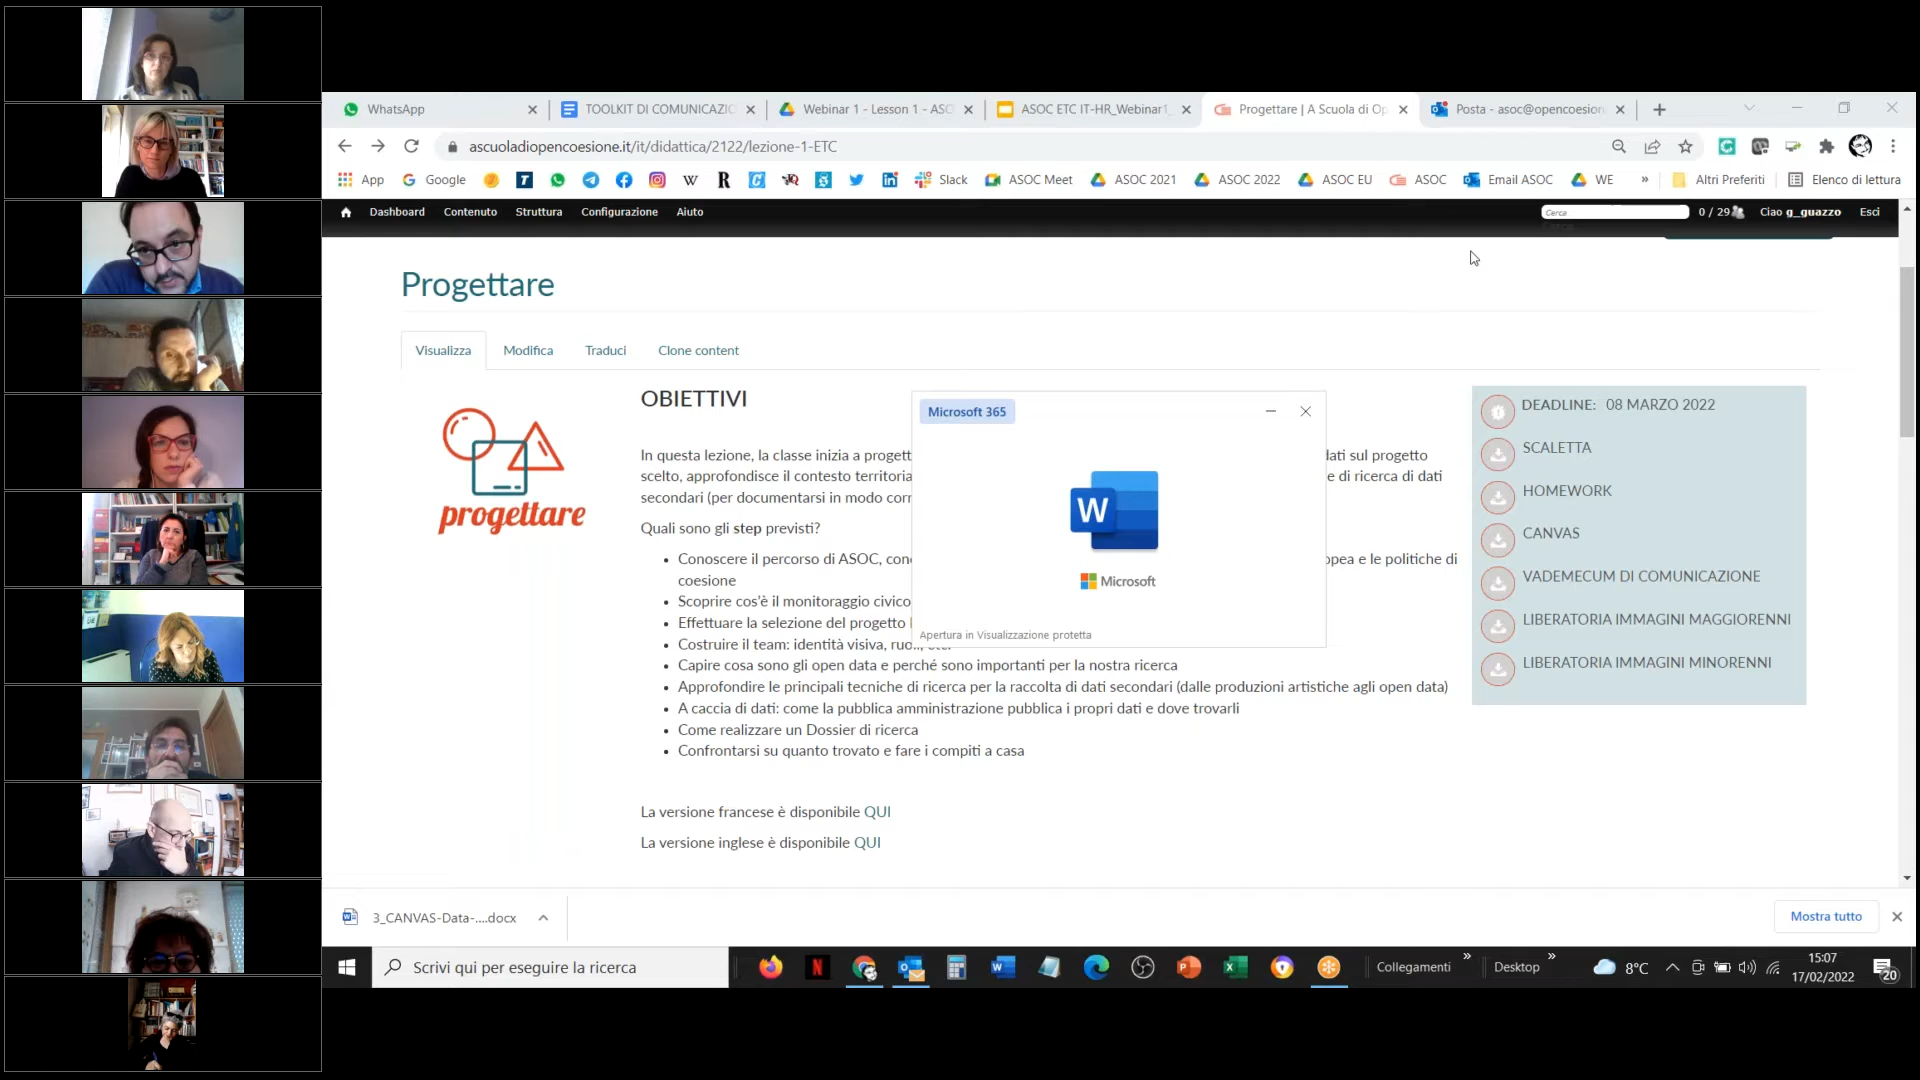 WhatsApp
TOOLKIT DI COMUNICAZIO
Webinar 1 - Lesson 1 - ASO
ASOC ETC IT-HR_Webinar1_
Progettare | A Scuola di Op
Posta - asoc@opencoesion
ascuoladiopencoesione.it/it/didattica/2122/lezione-1-ETC
App
Google
Slack
ASOC Meet
ASOC 2021
ASOC 2022
ASOC EU
ASOC
Email ASOC
WE
»
Altri Preferiti
Elenco di lettura
Dashboard
Contenuto
Struttura
Configurazione
Aiuto
Cerca
0 / 29
Ciao g_guazzo
Esci
Progettare
Visualizza
Modifica
Traduci
Clone content
progettare
OBIETTIVI
In questa lezione, la classe inizia a progett
dati sul progetto
scelto, approfondisce il contesto territoria
e di ricerca di dati
secondari (per documentarsi in modo corr
Quali sono gli step previsti?
• Conoscere il percorso di ASOC, con
opea e le politiche di
coesione
• Scoprire cos'è il monitoraggio civico
• Effettuare la selezione del progetto
• Costruire il team: identità visiva, ruoli, etc.
• Capire cosa sono gli open data e perché sono importanti per la nostra ricerca
• Approfondire le principali tecniche di ricerca per la raccolta di dati secondari (dalle produzioni artistiche agli open data)
• A caccia di dati: come la pubblica amministrazione pubblica i propri dati e dove trovarli
• Come realizzare un Dossier di ricerca
• Confrontarsi su quanto trovato e fare i compiti a casa
La versione francese è disponibile QUI
La versione inglese è disponibile QUI
Microsoft 365
W
Microsoft
Apertura in Visualizzazione protetta
DEADLINE: 08 MARZO 2022
SCALETTA
HOMEWORK
CANVAS
VADEMECUM DI COMUNICAZIONE
LIBERATORIA IMMAGINI MAGGIORENNI
LIBERATORIA IMMAGINI MINORENNI
3_CANVAS-Data-....docx
Mostra tutto
Scrivi qui per eseguire la ricerca
Collegamenti
»
Desktop
»
8°C
15:07
17/02/2022
20